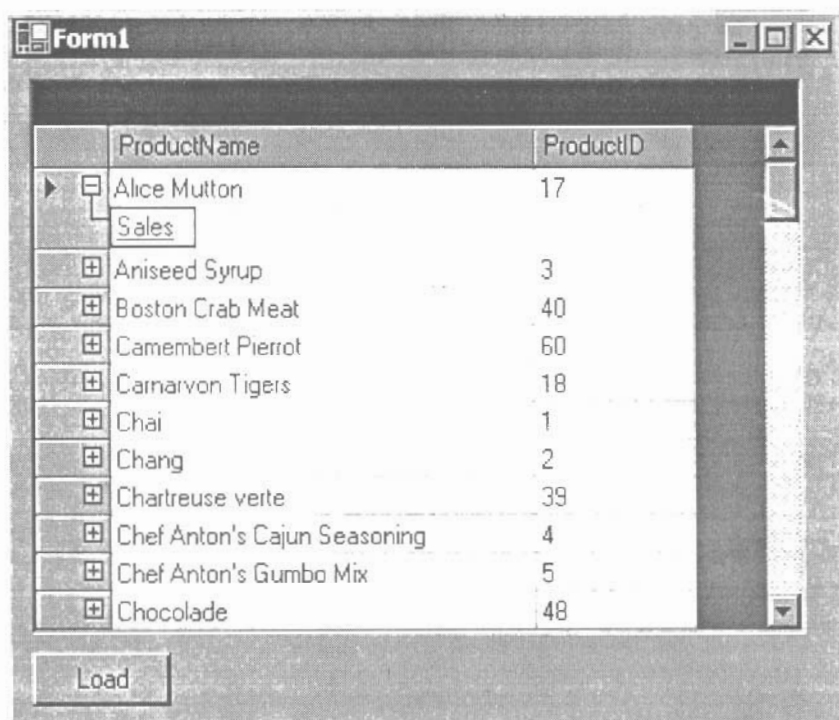 Form1
ProductName ProductID
Alice Mutton 17
Sales
Aniseed Syrup 3
Boston Crab Meat 40
Camembert Pierrot 60
Carnarvon Tigers 18
Chai 1
Chang 2
Chartreuse verte 39
Chef Anton's Cajun Seasoning 4
Chef Anton's Gumbo Mix 5
Chocolade 48
Load